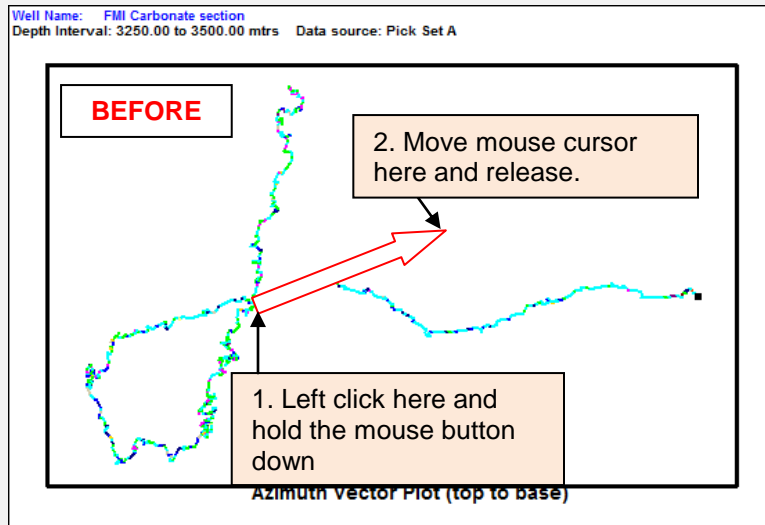 Well Name: FMI Carbonate section
Depth Interval: 3250.00 to 3500.00 mtrs Data source: Pick Set A
BEFORE
2. Move mouse cursor
here and release.
1. Left click here and
hold the mouse button
down
Azimuth Vector Plot (top to base)